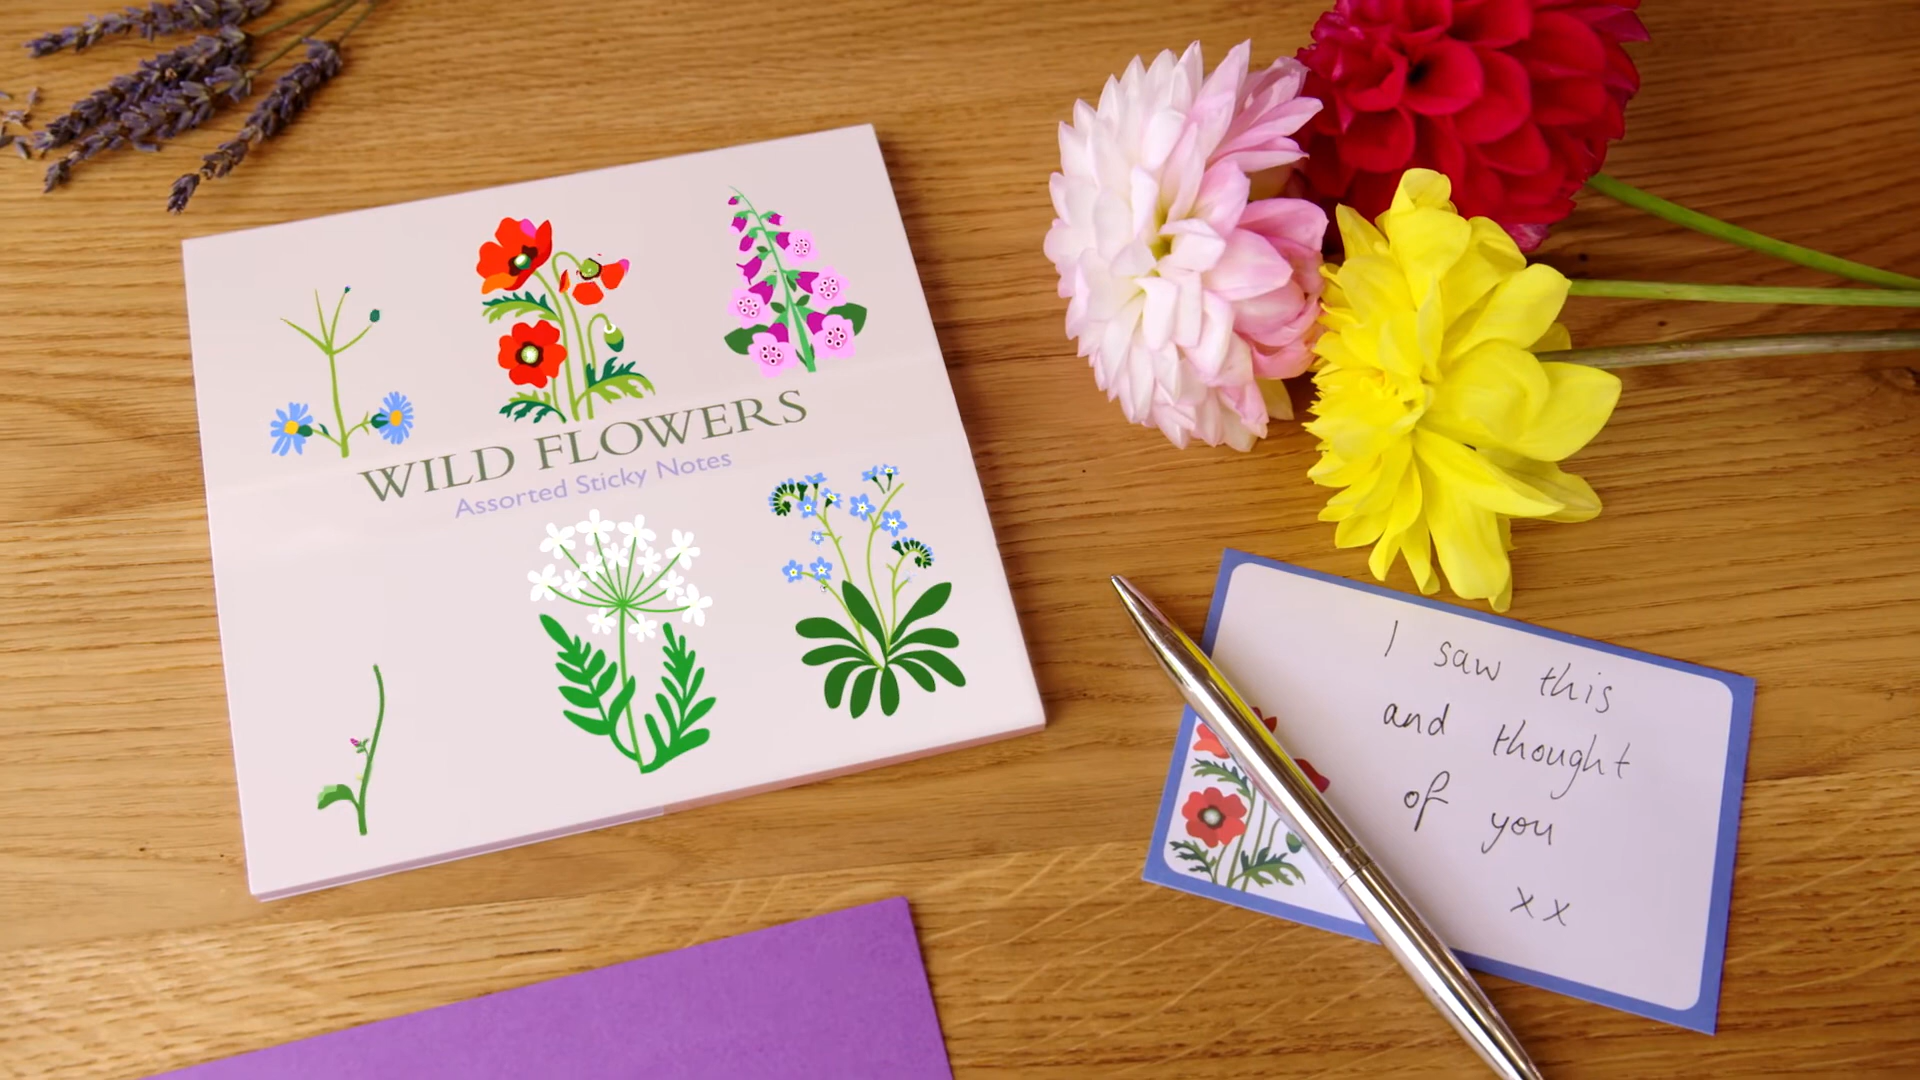 WILD FLOWERS
Assorted Sticky Notes
I saw this
and thought
of you
xx